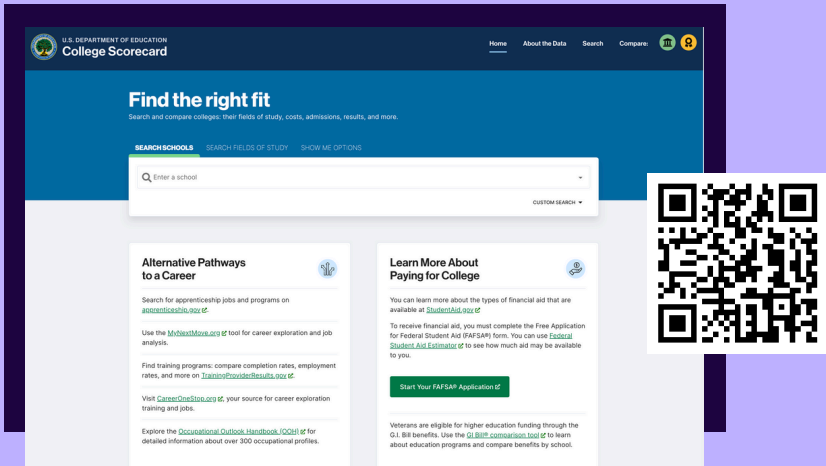 U.S. DEPARTMENT OF EDUCATION
College Scorecard
Home About the Data Search Compare:
Find the right fit
Search and compare colleges: their fields of study, costs, admissions, results, and more.
SEARCH SCHOOLS SEARCH FIELDS OF STUDY SHOW ME OPTIONS
Enter a school
CUSTOM SEARCH
Alternative Pathways
to a Career
Search for apprenticeship jobs and programs on
apprenticeship.gov.
Use the MyNextMove.org tool for career exploration and job
analysis.
Find training programs: compare completion rates, employment
rates, and more on TrainingProviderResults.gov.
Visit CareerOneStop.org, your source for career exploration
training and jobs.
Explore the Occupational Outlook Handbook (OOH) for
detailed information about over 300 occupational profiles.
Learn More About
Paying for College
You can learn more about the types of financial aid that are
available at StudentAid.gov
To receive financial aid, you must complete the Free Application
for Federal Student Aid (FAFSA®) form. You can use Federal
Student Aid Estimator to see how much aid may be available
to you.
Start Your FAFSA® Application
Veterans are eligible for higher education funding through the
G.I. Bill benefits. Use the GI Bill® comparison tool to learn
about education programs and compare benefits by school.